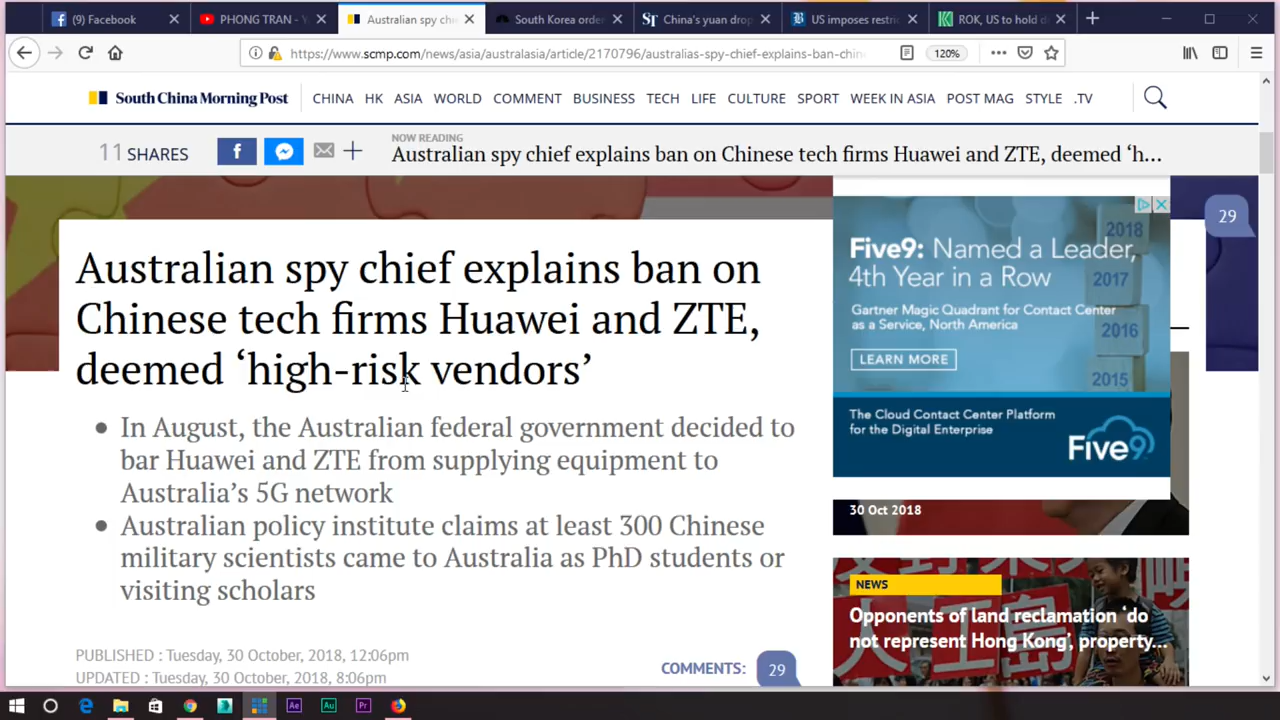 (9) Facebook
PHONG TRAN - Y
Australian spy chie
South Korea order
China's yuan drop
US imposes restri
ROK, US to hold d
https://www.scmp.com/news/asia/australasia/article/2170796/australias-spy-chief-explains-ban-chin
120%
South China Morning Post
CHINA HK ASIA WORLD COMMENT BUSINESS TECH LIFE CULTURE SPORT WEEK IN ASIA POST MAG STYLE .TV
11 SHARES
NOW READING
Australian spy chief explains ban on Chinese tech firms Huawei and ZTE, deemed ‘h...
29
Australian spy chief explains ban on
Chinese tech firms Huawei and ZTE,
deemed ‘high-risk vendors’
In August, the Australian federal government decided to
bar Huawei and ZTE from supplying equipment to
Australia’s 5G network
Australian policy institute claims at least 300 Chinese
military scientists came to Australia as PhD students or
visiting scholars
PUBLISHED : Tuesday, 30 October, 2018, 12:06pm
UPDATED : Tuesday, 30 October, 2018, 8:06pm
COMMENTS: 29
Five9: Named a Leader,
4th Year in a Row
Gartner Magic Quadrant for Contact Center
as a Service, North America
LEARN MORE
2018
2017
2016
2015
The Cloud Contact Center Platform
for the Digital Enterprise
Five9
30 Oct 2018
NEWS
Opponents of land reclamation ‘do
not represent Hong Kong’, property...